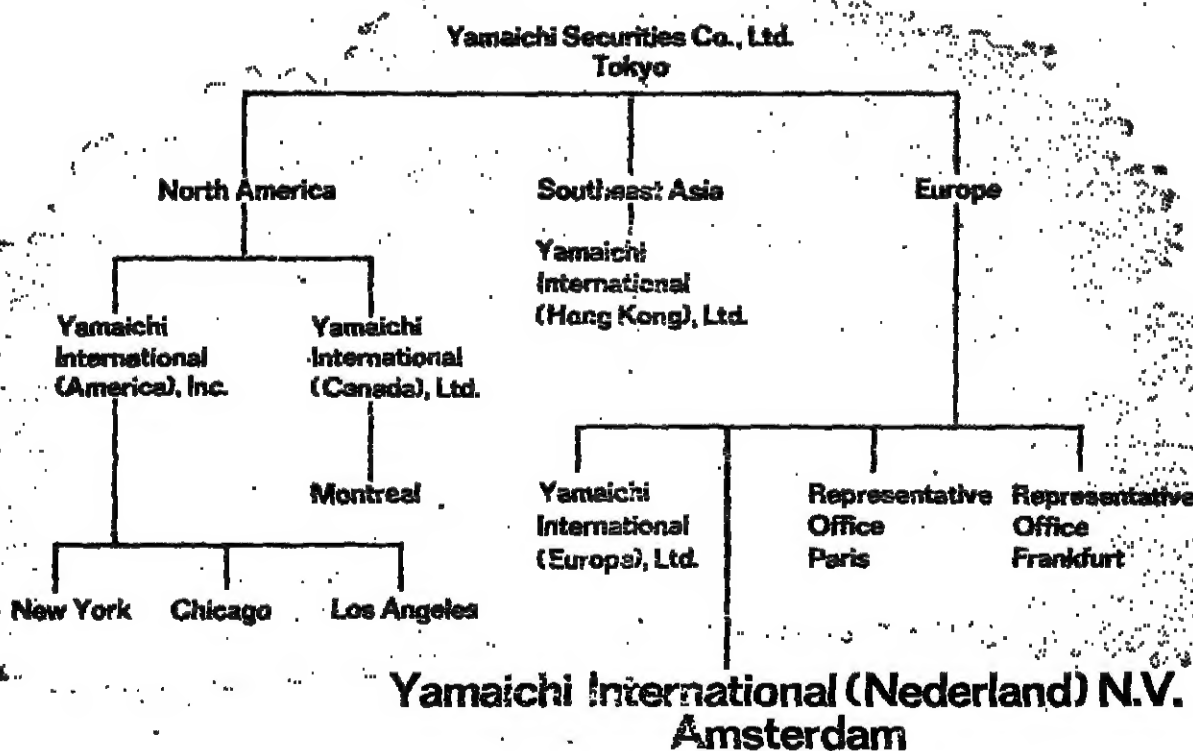 Yamaichi Securities Co., Ltd.
Tokyo
North America
Southeast Asia
Europe
Yamaichi
International
(Hong Kong), Ltd.
Yamaichi
International
(America), Inc.
Yamaichi
International
(Canada), Ltd.
Montreal
New York
Chicago
Los Angeles
Yamaichi
International
(Europe), Ltd.
Representative
Office
Paris
Representative
Office
Frankfurt
Yamaichi International (Nederland) N.V.
Amsterdam